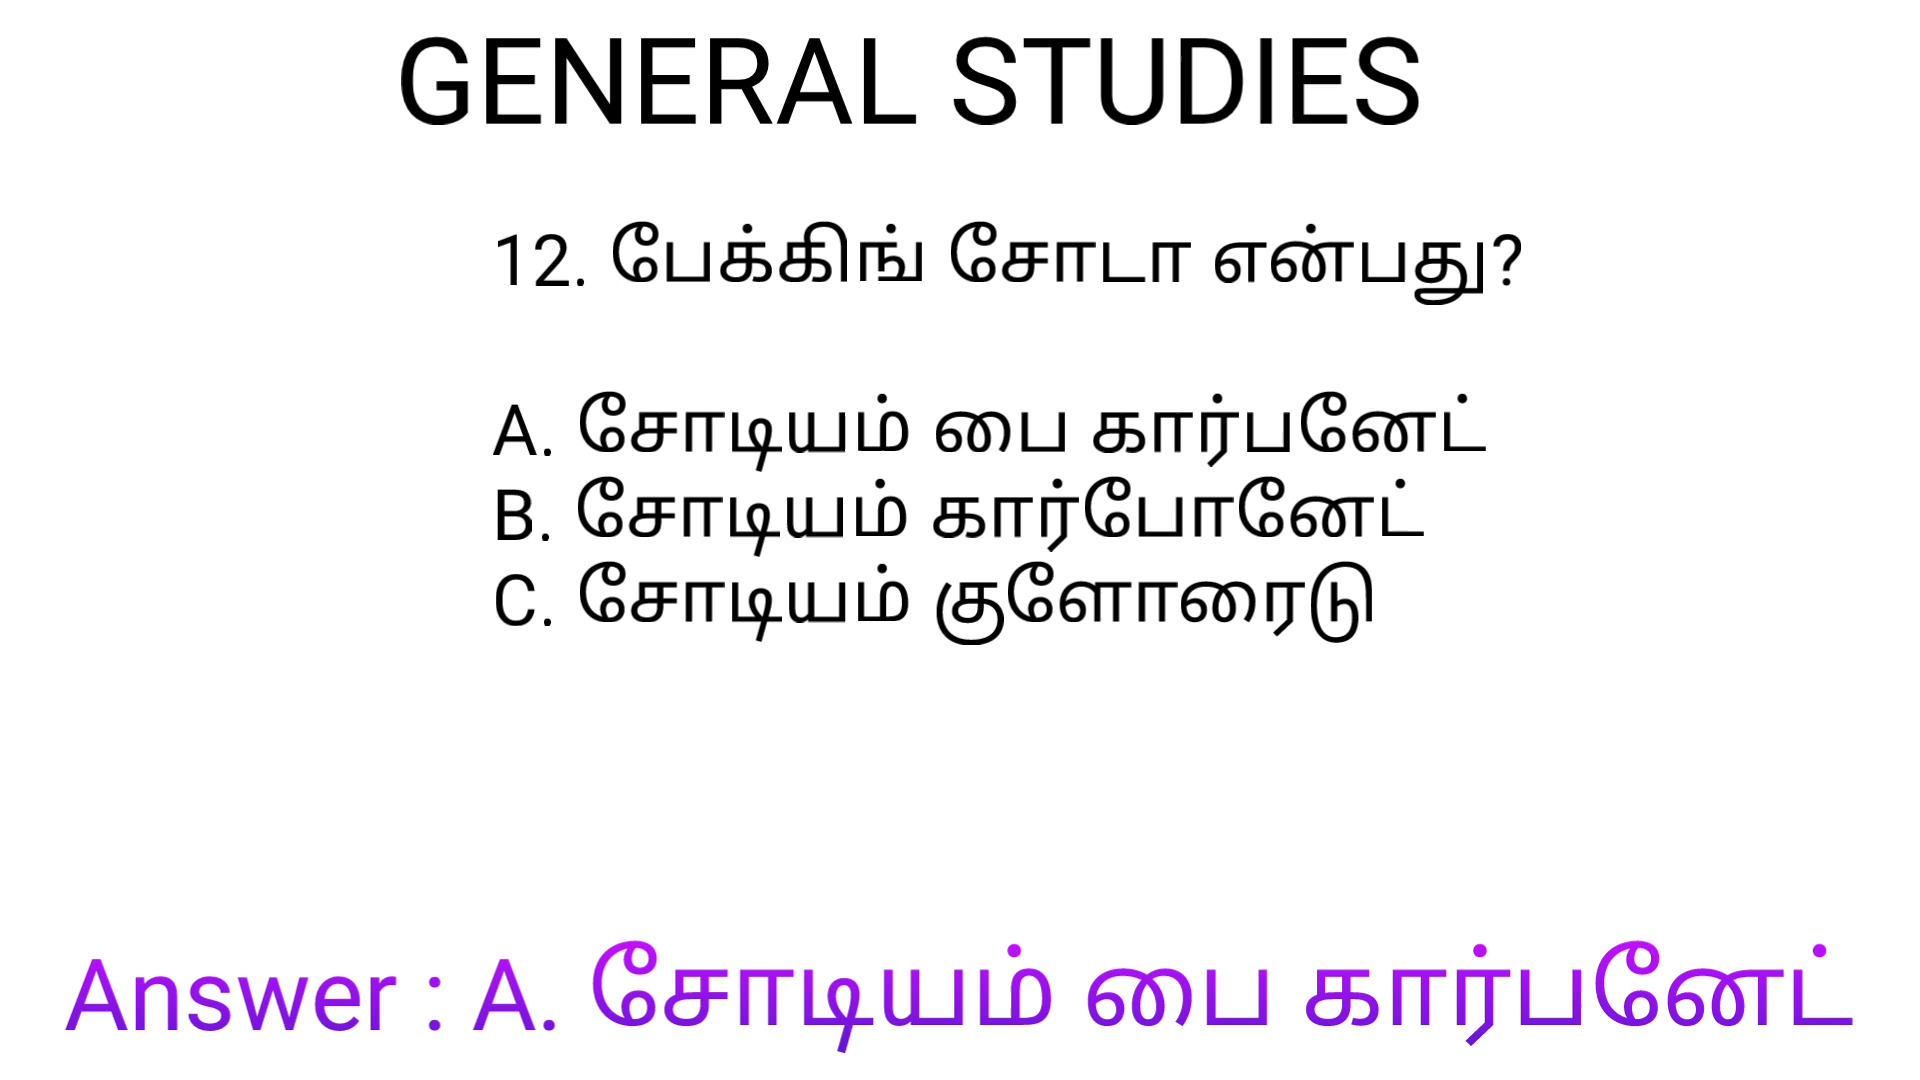 GENERAL STUDIES
12. பேக்கிங் சோடா என்பது?
A. சோடியம் பை கார்பனேட்
B. சோடியம் கார்போனேட்
C. சோடியம் குளோரைடு
Answer : A. சோடியம் பை கார்பனேட்